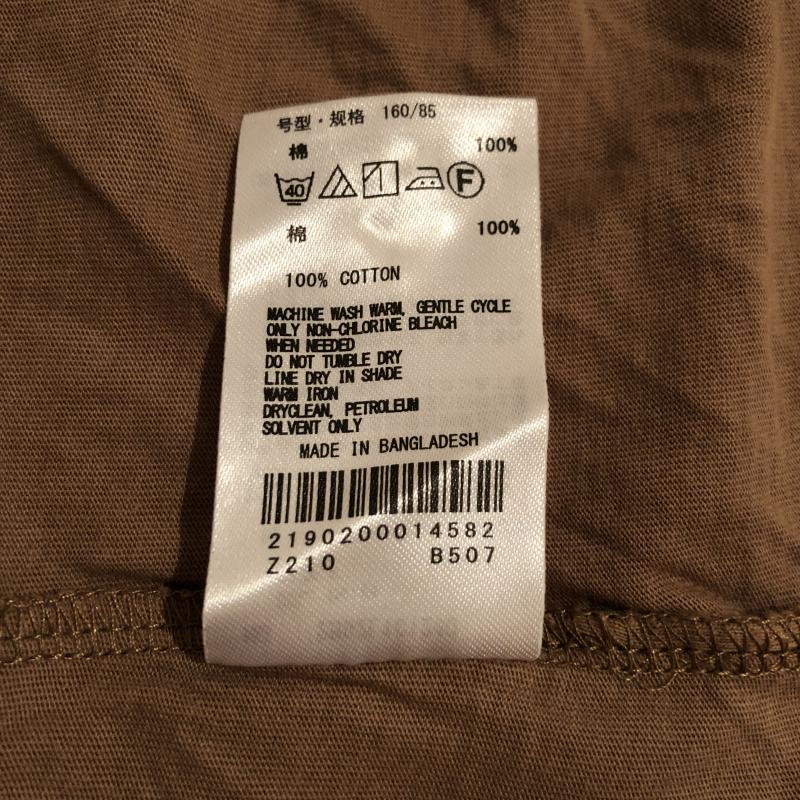 号型·规格 160/85
棉 100%
40 F
棉 100%
100% COTTON
MACHINE WASH WARM, GENTLE CYCLE
ONLY NON-CHLORINE BLEACH
WHEN NEEDED
DO NOT TUMBLE DRY
LINE DRY IN SHADE
WARM IRON
DRYCLEAN, PETROLEUM
SOLVENT ONLY
MADE IN BANGLADESH
2190200014582
Z210 B507